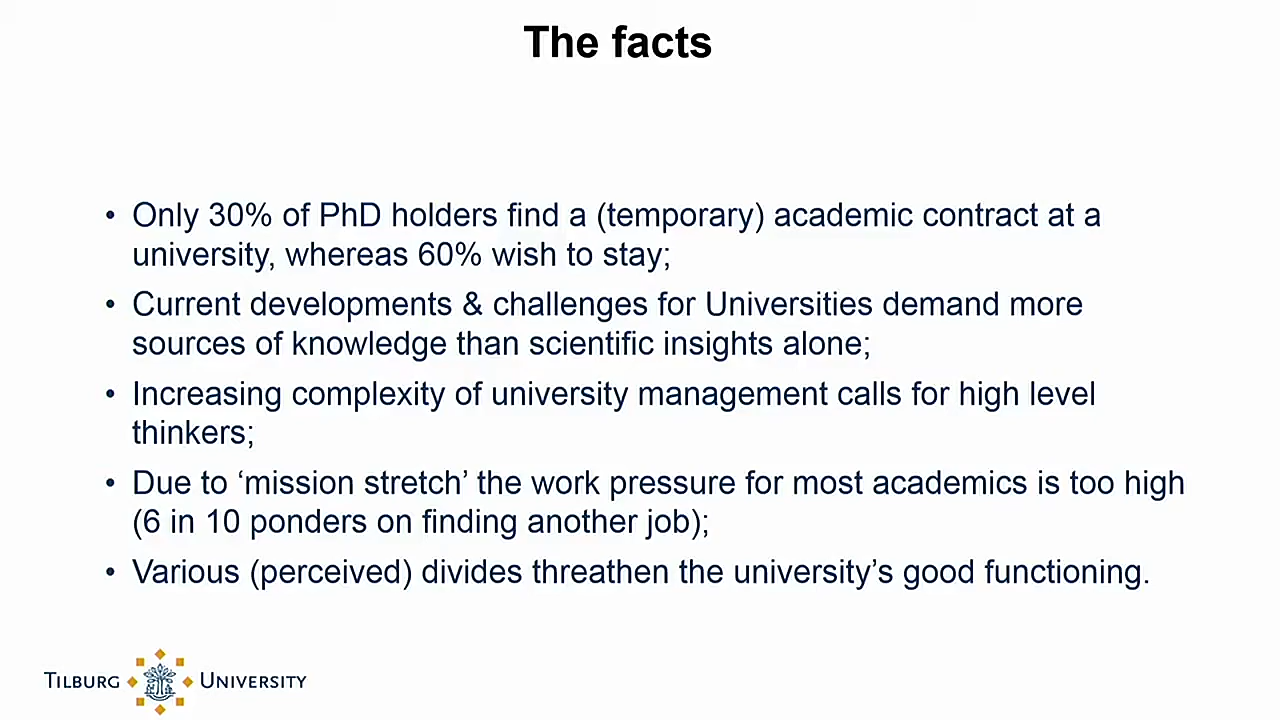 The facts
• Only 30% of PhD holders find a (temporary) academic contract at a
university, whereas 60% wish to stay;
• Current developments & challenges for Universities demand more
sources of knowledge than scientific insights alone;
• Increasing complexity of university management calls for high level
thinkers;
• Due to ‘mission stretch’ the work pressure for most academics is too high
(6 in 10 ponders on finding another job);
• Various (perceived) divides threathen the university’s good functioning.
TILBURG UNIVERSITY